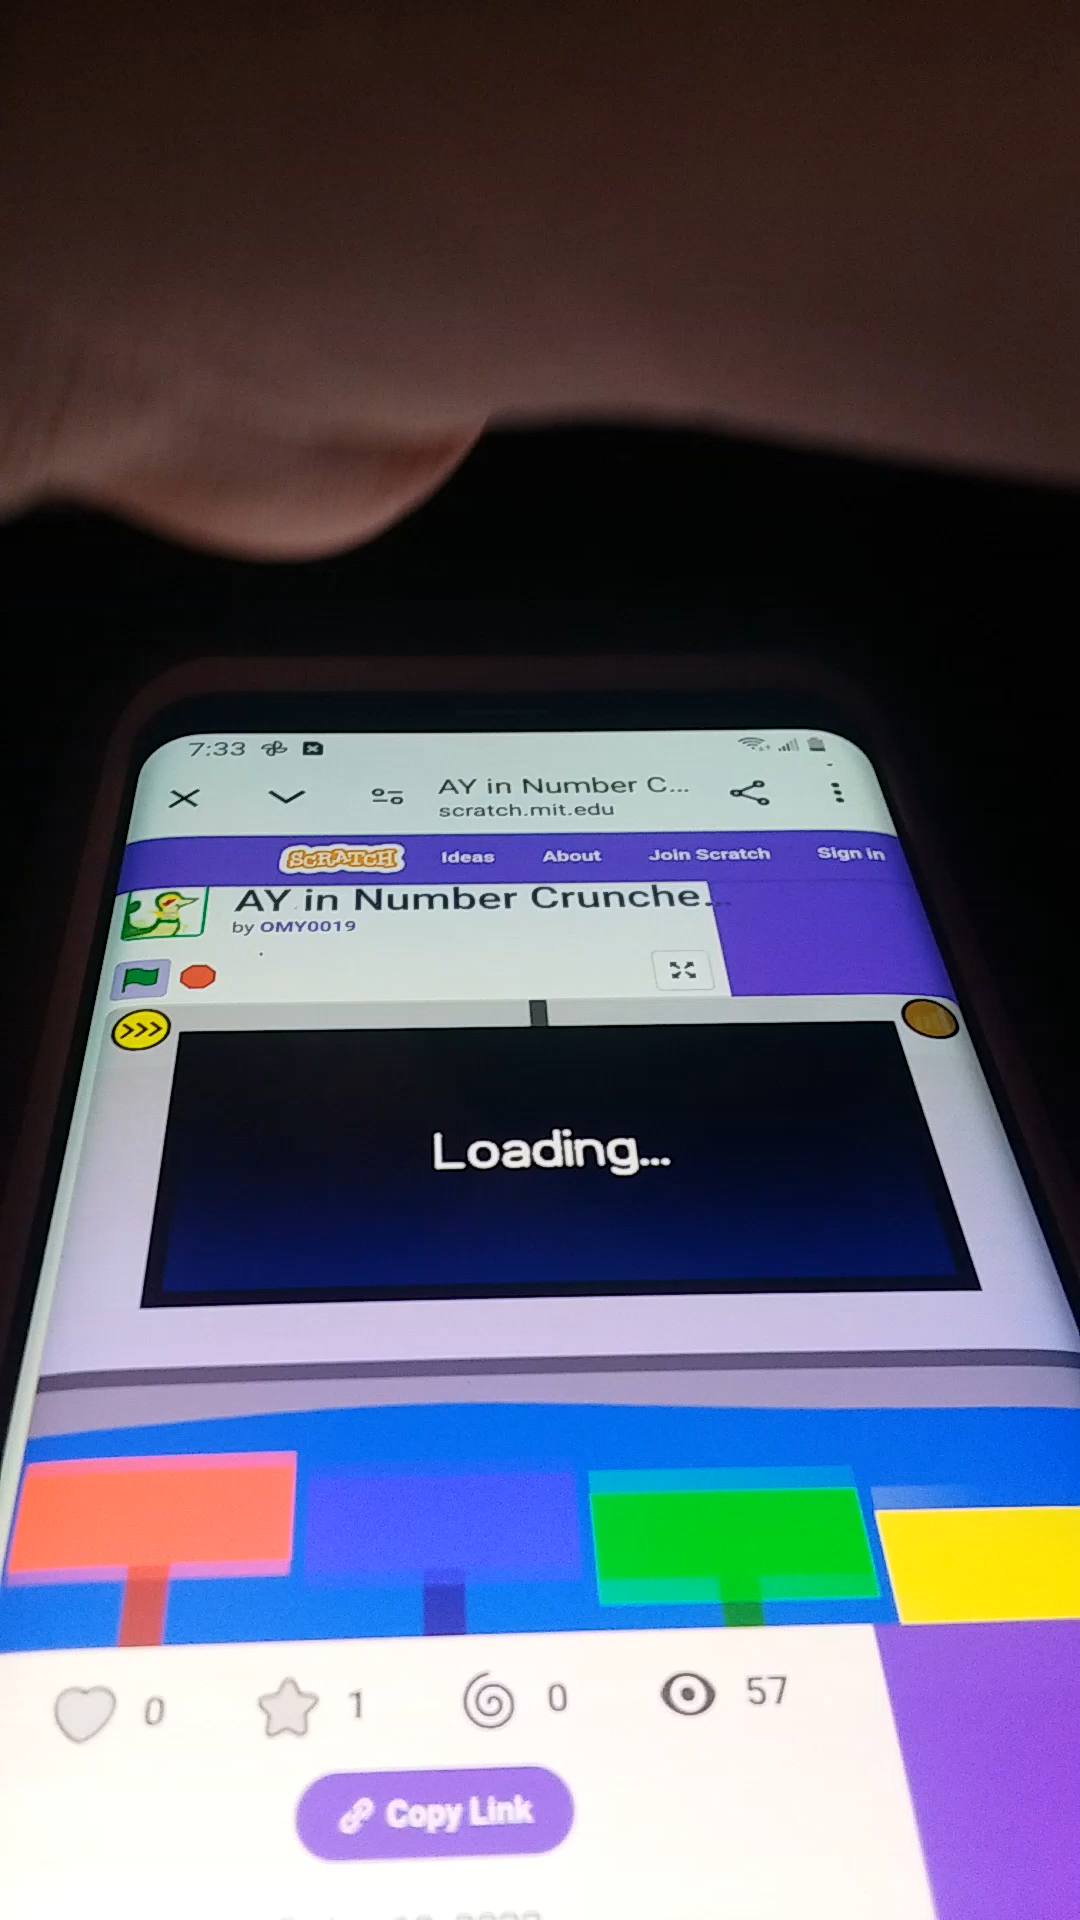 7:33
AY in Number C...
scratch.mit.edu
SCRATCH Ideas About Join Scratch Sign in
AY in Number Crunche...
by OMY0019
>>>
Loading...
0 1 0 57
Copy Link